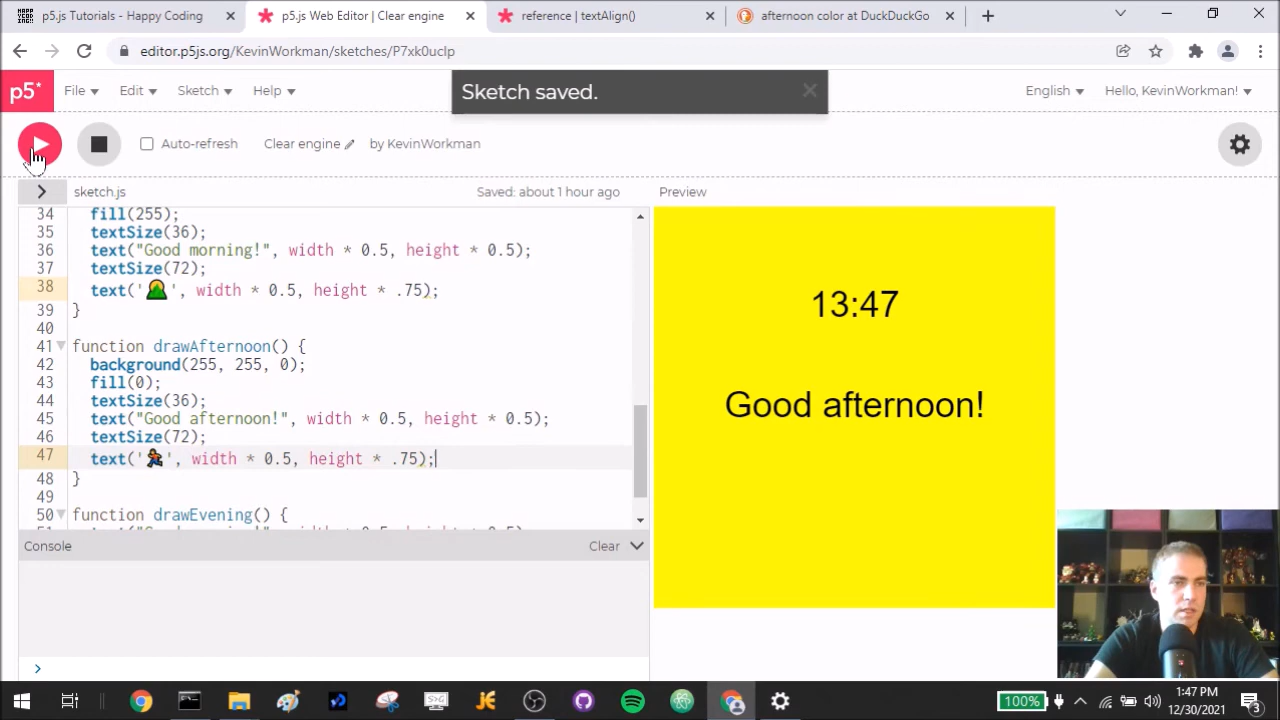 p5.js Tutorials - Happy Coding
p5.js Web Editor | Clear engine
reference | textAlign()
afternoon color at DuckDuckGo
editor.p5js.org/KevinWorkman/sketches/P7xk0ucIp
p5* File Edit Sketch Help
Sketch saved.
English Hello, KevinWorkman!
Auto-refresh Clear engine by KevinWorkman
sketch.js Saved: about 1 hour ago Preview
34 fill(255);
35 textSize(36);
36 text("Good morning!", width * 0.5, height * 0.5);
37 textSize(72);
38 text('🌄', width * 0.5, height * .75);
39 }
40
41 function drawAfternoon() {
42 background(255, 255, 0);
43 fill(0);
44 textSize(36);
45 text("Good afternoon!", width * 0.5, height * 0.5);
46 textSize(72);
47 text('🏃', width * 0.5, height * .75);
48 }
49
50 function drawEvening() {
13:47
Good afternoon!
Console Clear
100%
1:47 PM
12/30/2021
3